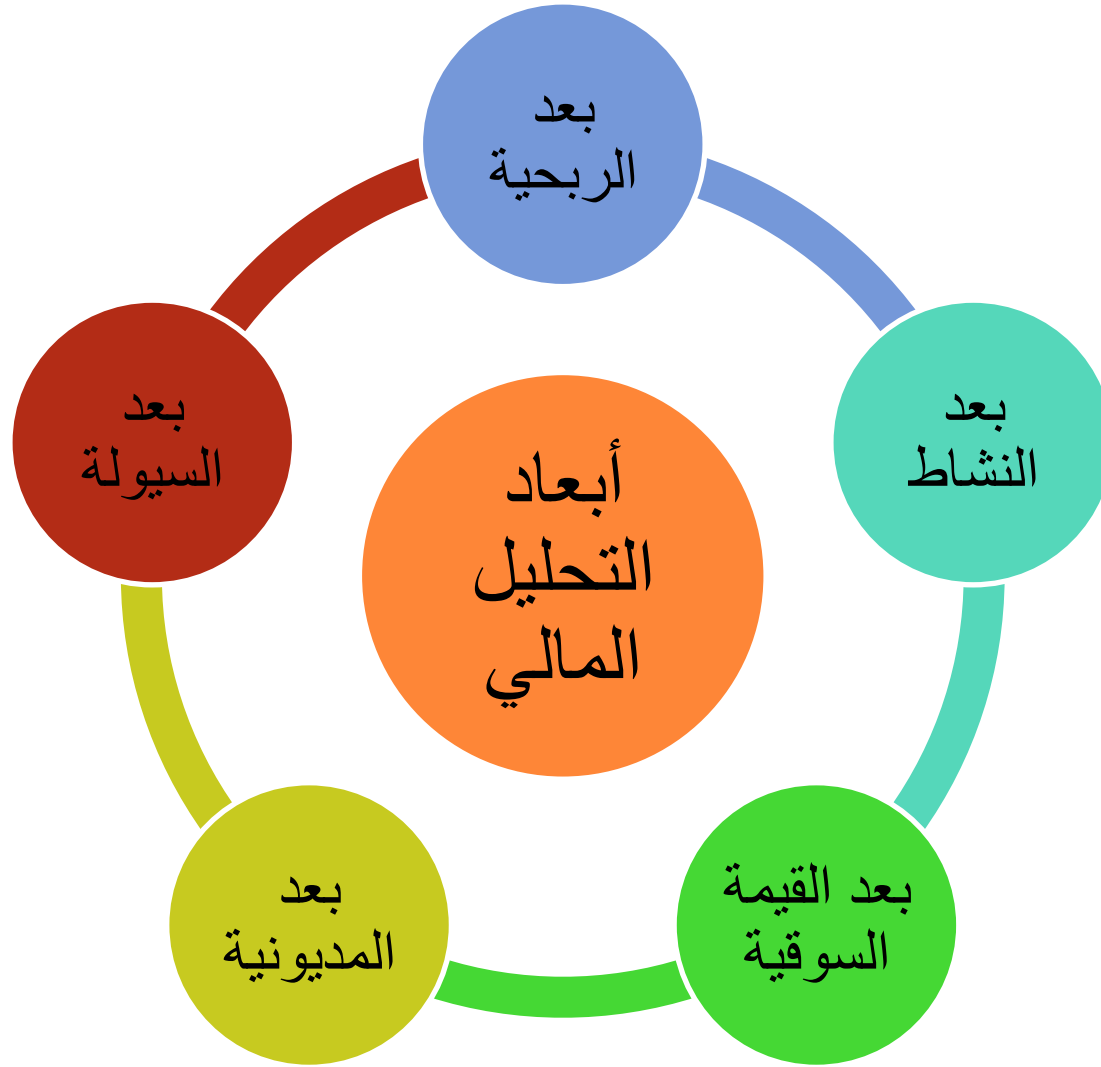 بعد
الربحية
بعد
النشاط
بعد القيمة
السوقية
بعد
المديونية
بعد
السيولة
أبعاد
التحليل
المالي